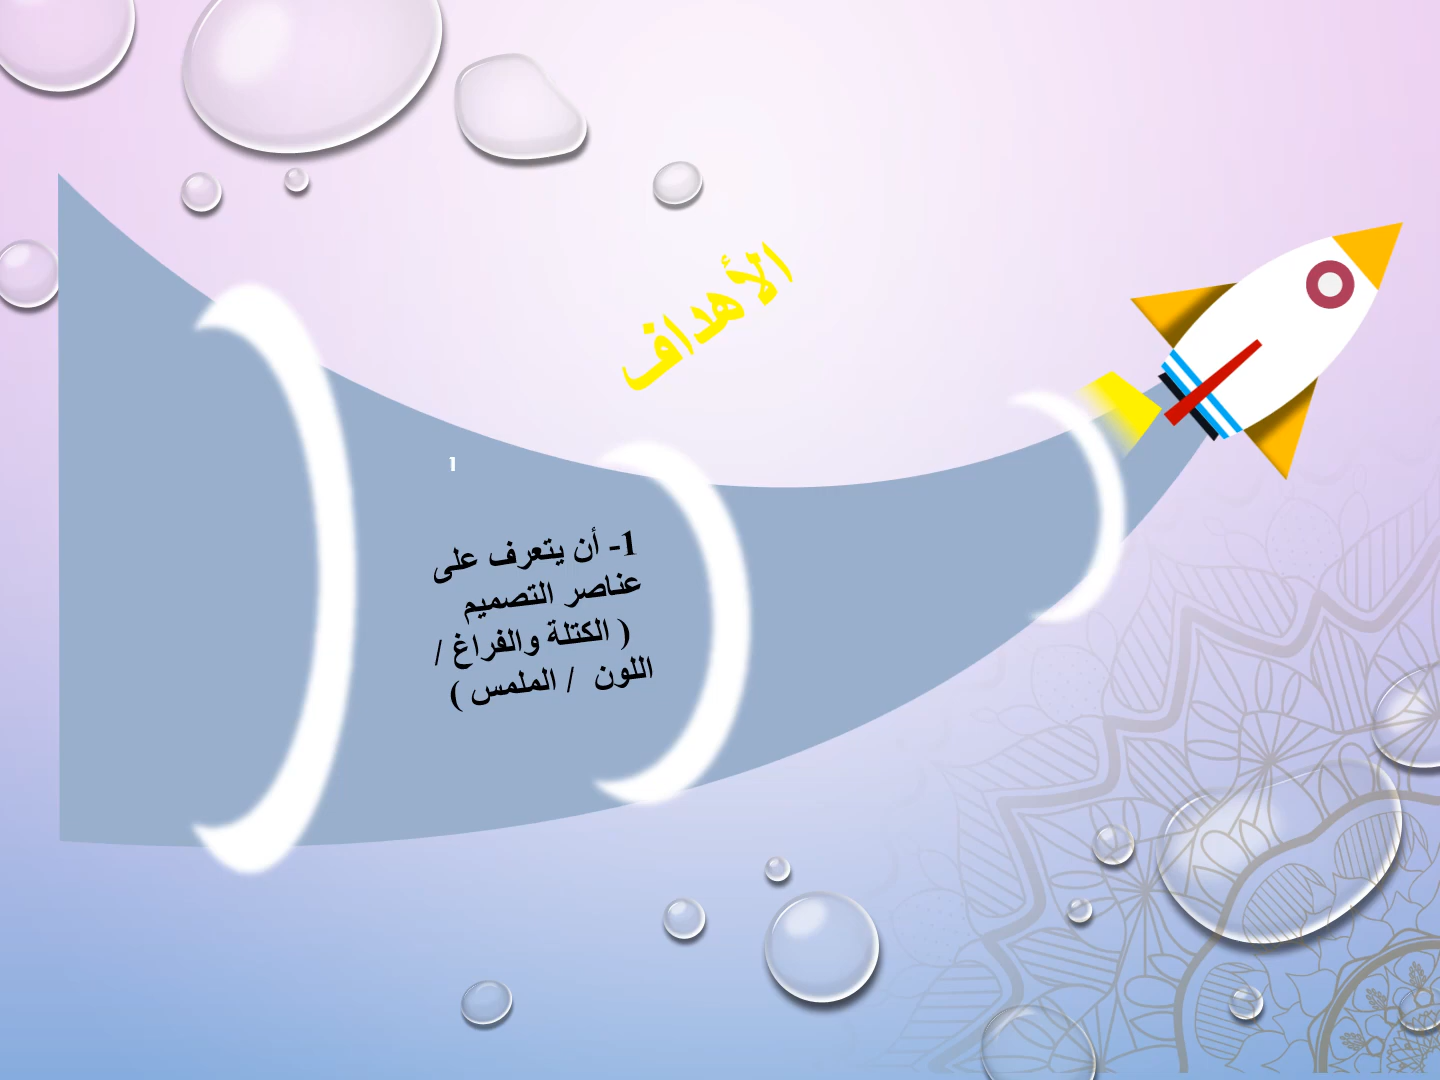 الأهداف
1
1- أن يتعرف على
عناصر التصميم
( الكتلة والفراغ /
اللون / الملمس )